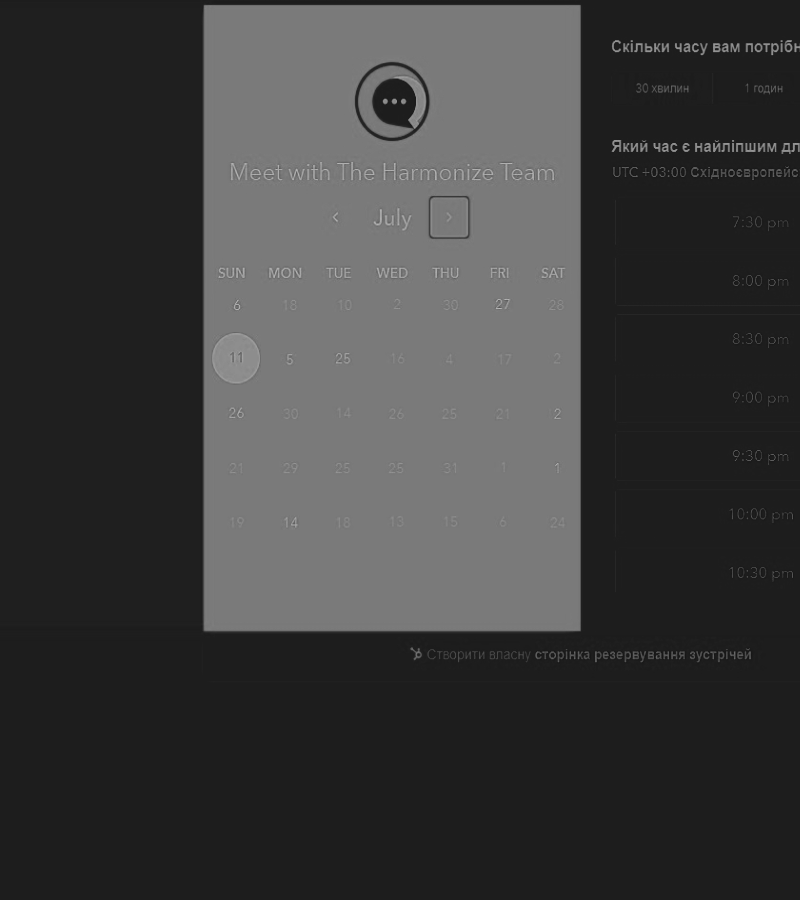 Meet with The Harmonize Team
July
SUN MON TUE WED THU FRI SAT
6 18 10 2 30 27 28
11 5 25 16 4 17 2
26 30 14 26 25 21 2
21 29 25 25 31 1 1
19 14 18 13 15 6 24
Скільки часу вам потрібн
30 хвилин 1 годин
Який час є найліпшим дл
UTC +03:00 Східноєвропейс
7:30 pm
8:00 pm
8:30 pm
9:00 pm
9:30 pm
10:00 pm
10:30 pm
Створити власну сторінка резервування зустрічей